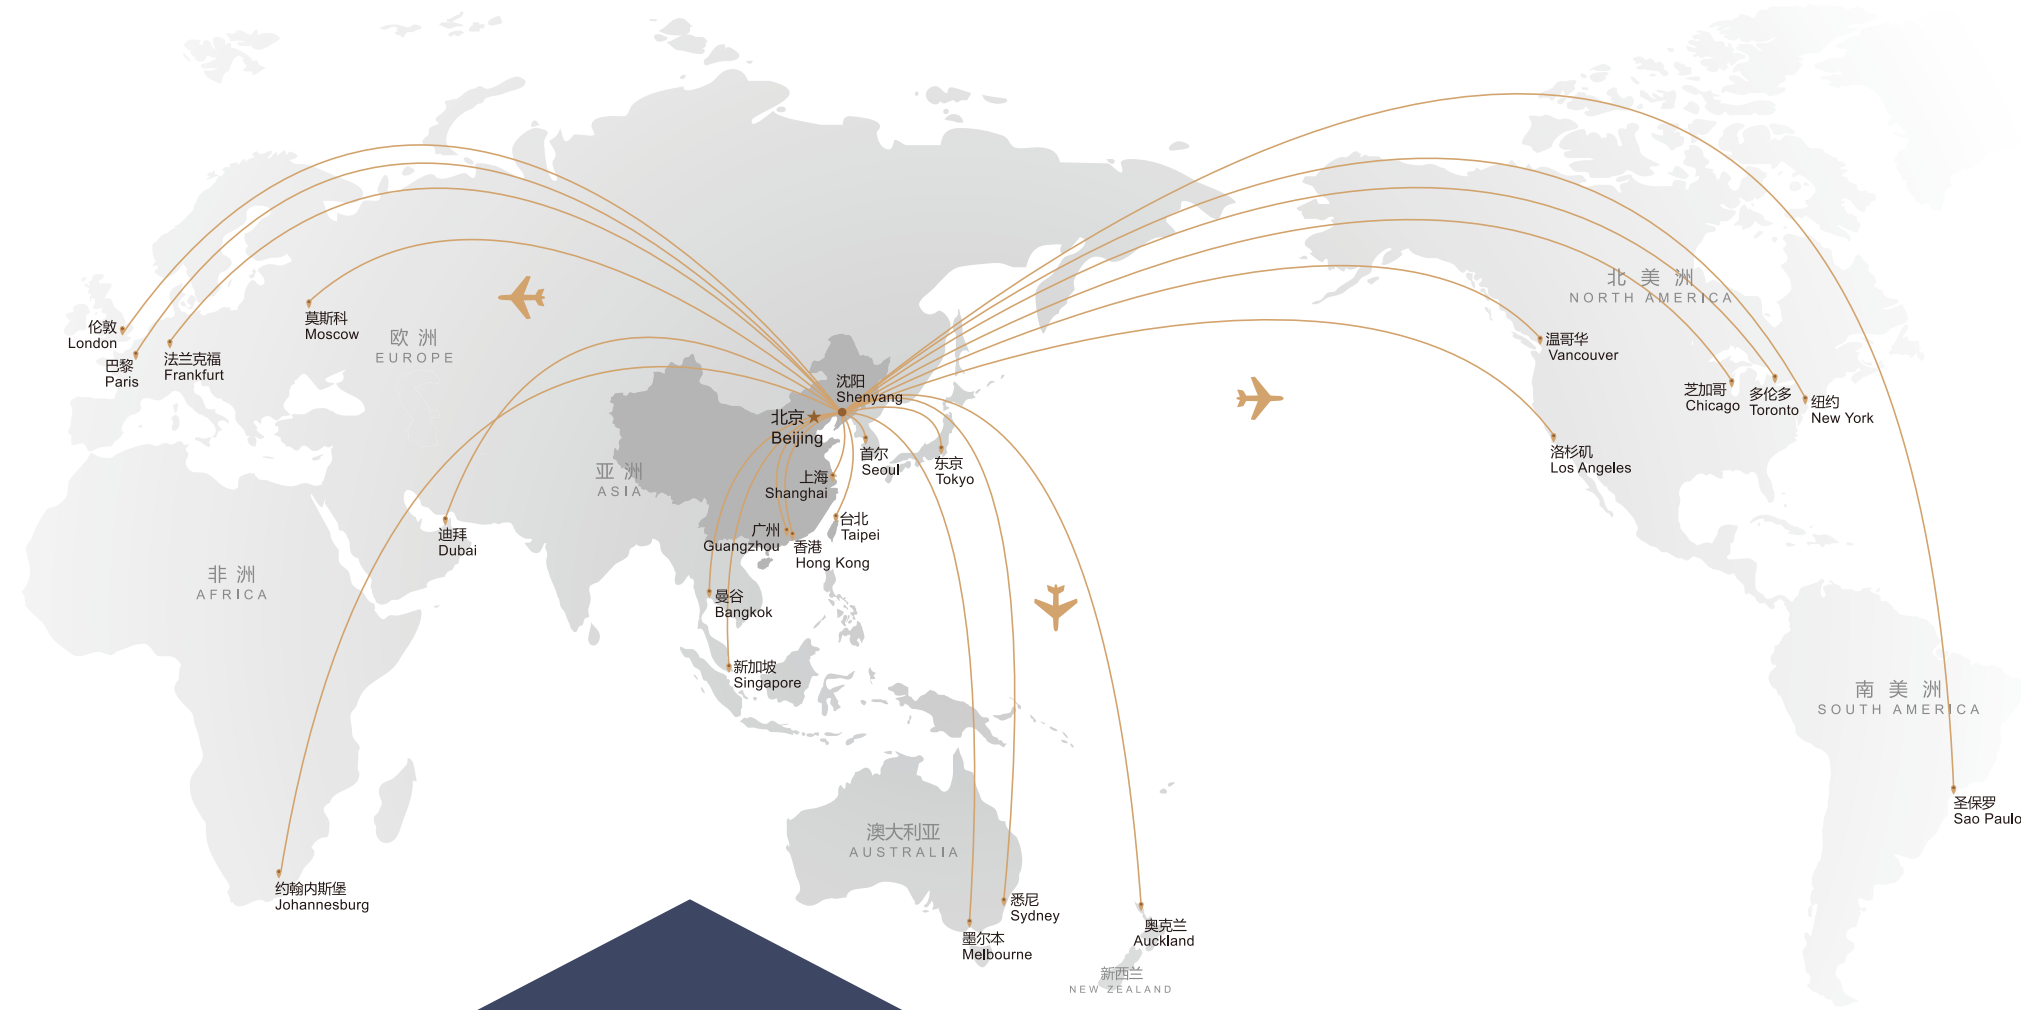 北 美 洲
NORTH AMERICA
伦敦
London
巴黎
Paris
法兰克福
Frankfurt
莫斯科
Moscow
欧 洲
EUROPE
温哥华
Vancouver
芝加哥
Chicago
多伦多
Toronto
纽约
New York
洛杉矶
Los Angeles
沈阳
Shenyang
北京
Beijing
首尔
Seoul
东京
Tokyo
亚 洲
ASIA
上海
Shanghai
台北
Taipei
广州
Guangzhou
香港
Hong Kong
迪拜
Dubai
非 洲
AFRICA
曼谷
Bangkok
新加坡
Singapore
南 美 洲
SOUTH AMERICA
圣保罗
Sao Paulo
澳大利亚
AUSTRALIA
约翰内斯堡
Johannesburg
悉尼
Sydney
墨尔本
Melbourne
奥克兰
Auckland
新西兰
NEW ZEALAND